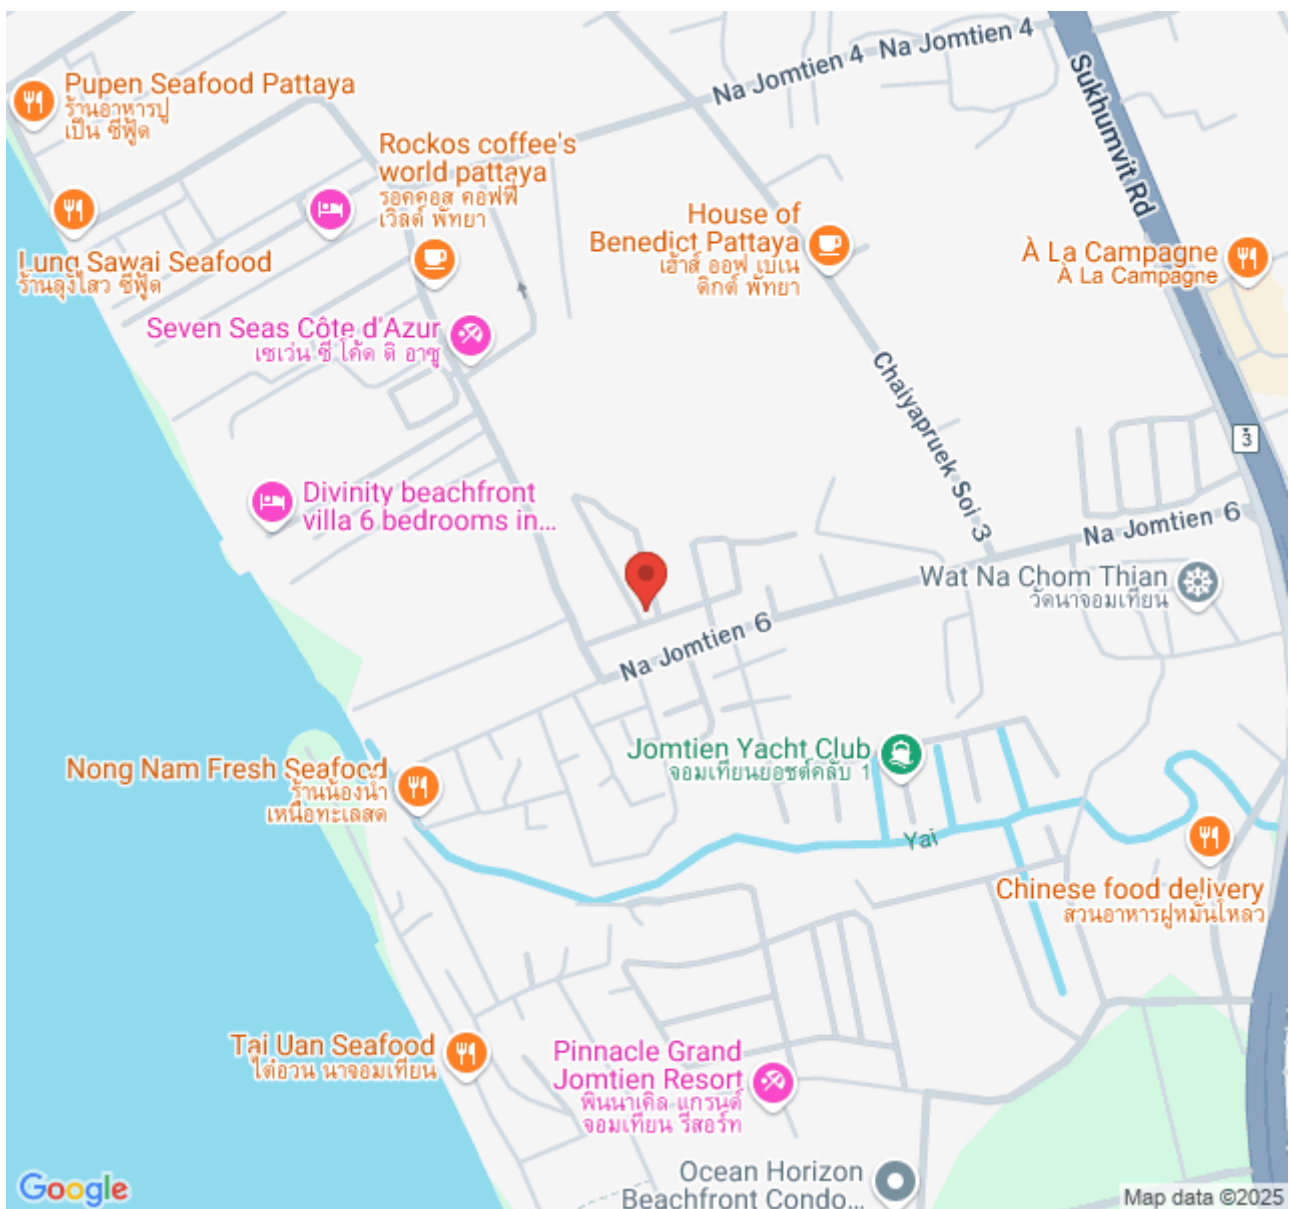 Na Jomtien 4
Na Jomtien 4
Sukhumvit Rd
Pupen Seafood Pattaya
ร้านอาหารปู
เป็น ซีฟู้ด
Rockos coffee's
world pattaya
รอคคอส คอฟฟี่
เวิลด์ พัทยา
House of
Benedict Pattaya
เฮ้าส์ ออฟ เบเน
ดิกต์ พัทยา
À La Campagne
À La Campagne
Lung Sawai Seafood
ร้านลุงไสว ซีฟู้ด
Seven Seas Côte d'Azur
เซเว่น ซี โค้ด ดิ อาซู
Chaiyapruek Soi 3
3
Divinity beachfront
villa 6 bedrooms in...
Na Jomtien 6
Wat Na Chom Thian
วัดนาจอมเทียน
Na Jomtien 6
Jomtien Yacht Club
จอมเทียนยอชต์คลับ 1
Nong Nam Fresh Seafood
ร้านน้องน้ำ
เหนือทะเลสด
Yai
Chinese food delivery
สวนอาหารฝูหมั่นโหลว
Tai Uan Seafood
ไต๋อวน นาจอมเทียน
Pinnacle Grand
Jomtien Resort
พินนาเคิล แกรนด์
จอมเทียน รีสอร์ท
Ocean Horizon
Beachfront Condo...
Google
Map data ©2025